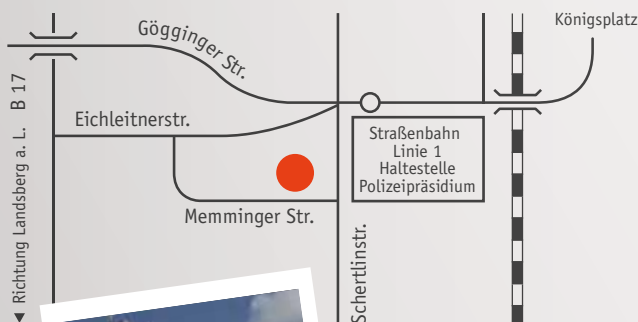 Königsplatz
Gögginger Str.
Eichleitnerstr.
Straßenbahn
Linie 1
Haltestelle
Polizeipräsidium
Memminger Str.
Schertlinstr.
◄ Richtung Landsberg a. L. B 17